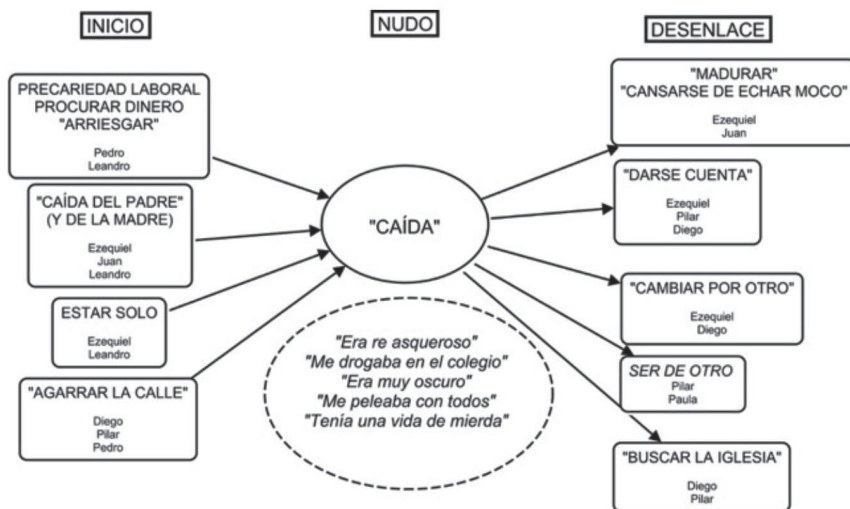 INICIO
NUDO
DESENLACE
PRECARIEDAD LABORAL
PROCURAR DINERO
"ARRIESGAR"
Pedro
Leandro
"CAÍDA DEL PADRE"
(Y DE LA MADRE)
Ezequiel
Juan
Leandro
ESTAR SOLO
Ezequiel
Leandro
"AGARRAR LA CALLE"
Diego
Pilar
Pedro
"CAÍDA"
"Era re asqueroso"
"Me drogaba en el colegio"
"Era muy oscuro"
"Me peleaba con todos"
"Tenía una vida de mierda"
"MADURAR"
"CANSARSE DE ECHAR MOCO"
Ezequiel
Juan
"DARSE CUENTA"
Ezequiel
Pilar
Diego
"CAMBIAR POR OTRO"
Ezequiel
Diego
SER DE OTRO
Pilar
Paula
"BUSCAR LA IGLESIA"
Diego
Pilar